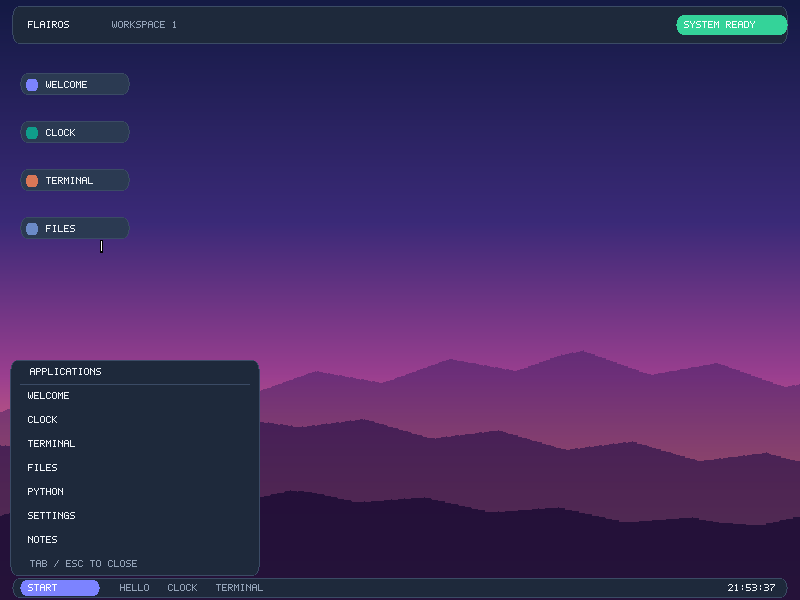 FLAIROS WORKSPACE 1 SYSTEM READY
WELCOME
CLOCK
TERMINAL
FILES
APPLICATIONS
WELCOME
CLOCK
TERMINAL
FILES
PYTHON
SETTINGS
NOTES
TAB / ESC TO CLOSE
START HELLO CLOCK TERMINAL 21:53:37